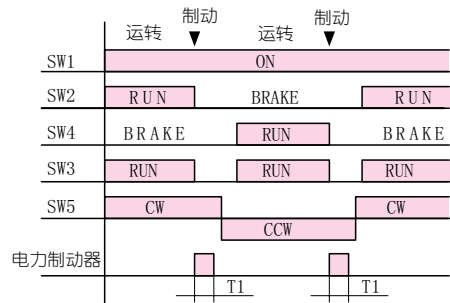 制动 制动
运转 运转
SW1 ON
SW2 RUN BRAKE RUN
SW4 BRAKE RUN BRAKE
SW3 RUN RUN RUN
SW5 CW CCW CW
电力制动器
T1 T1